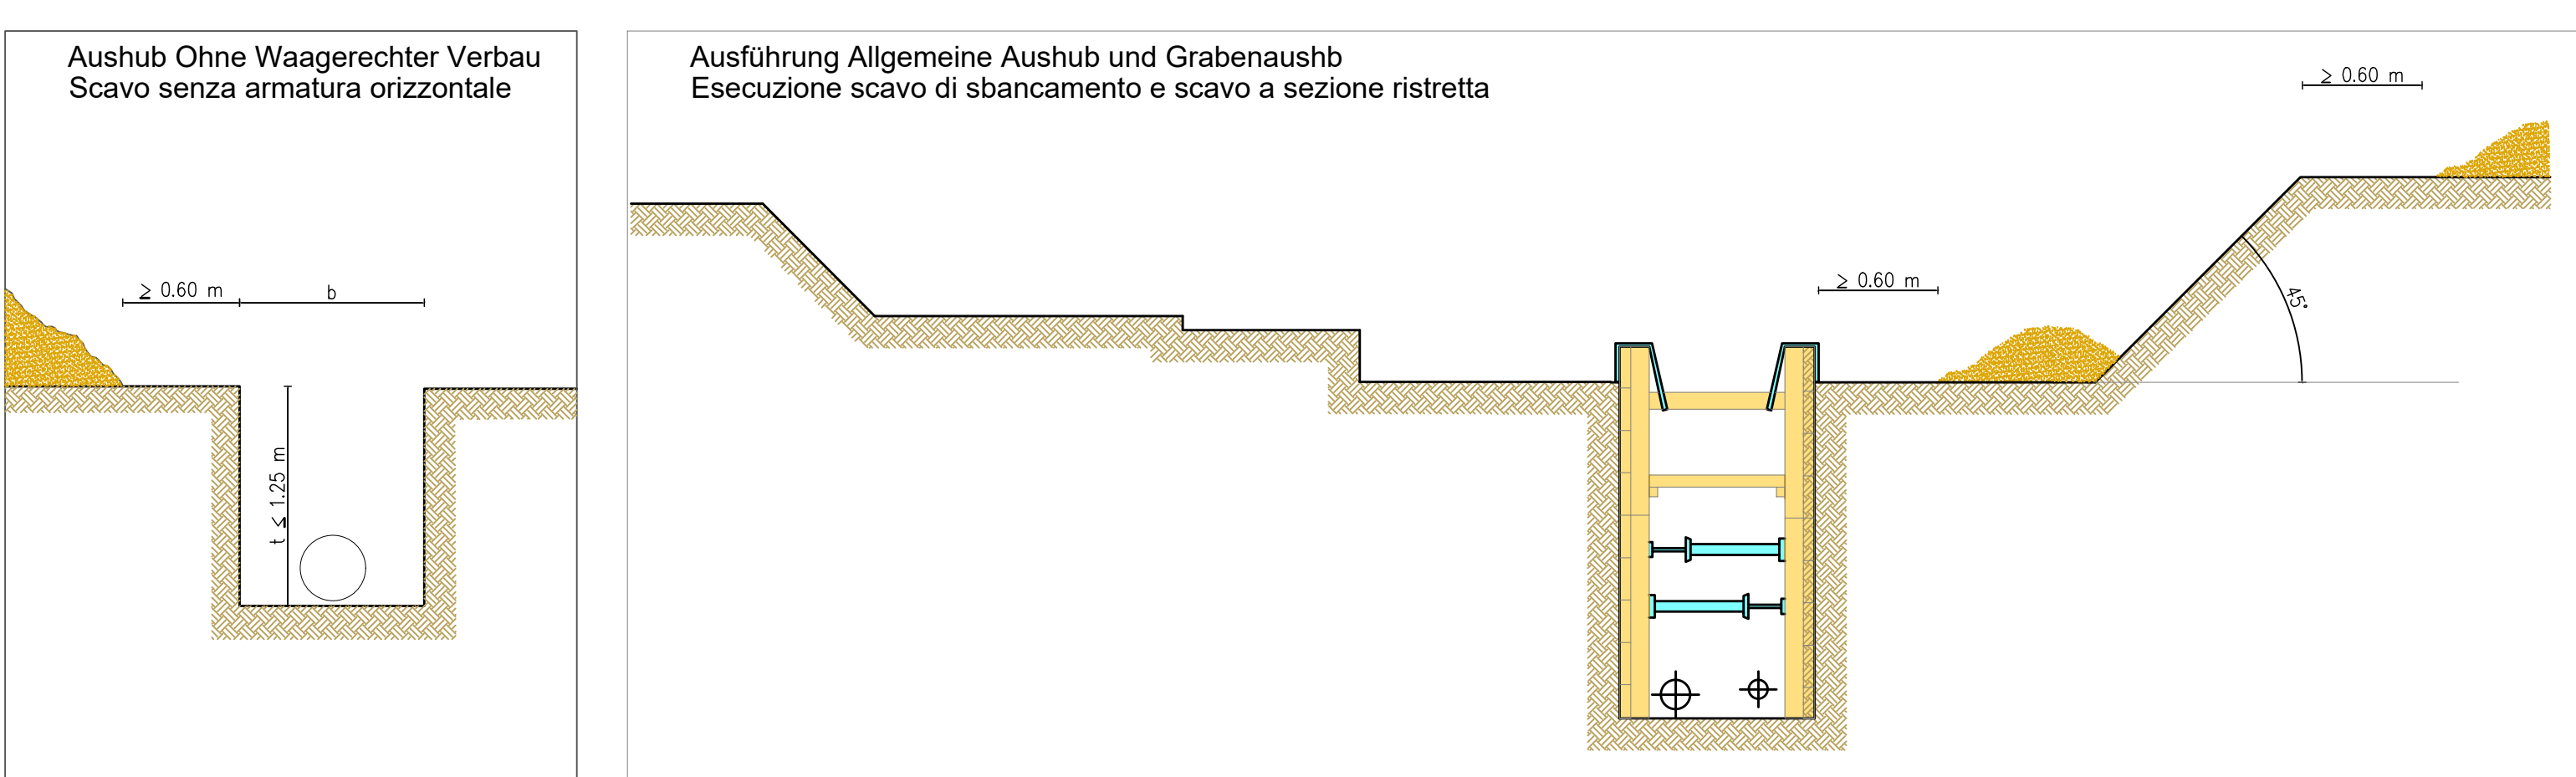 Aushub Ohne Waagerechter Verbau
Scavo senza armatura orizzontale
≥ 0.60 m
b
t ≤ 1.25 m
Ausführung Allgemeine Aushub und Grabenaushb
Esecuzione scavo di sbancamento e scavo a sezione ristretta
≥ 0.60 m
≥ 0.60 m
45°